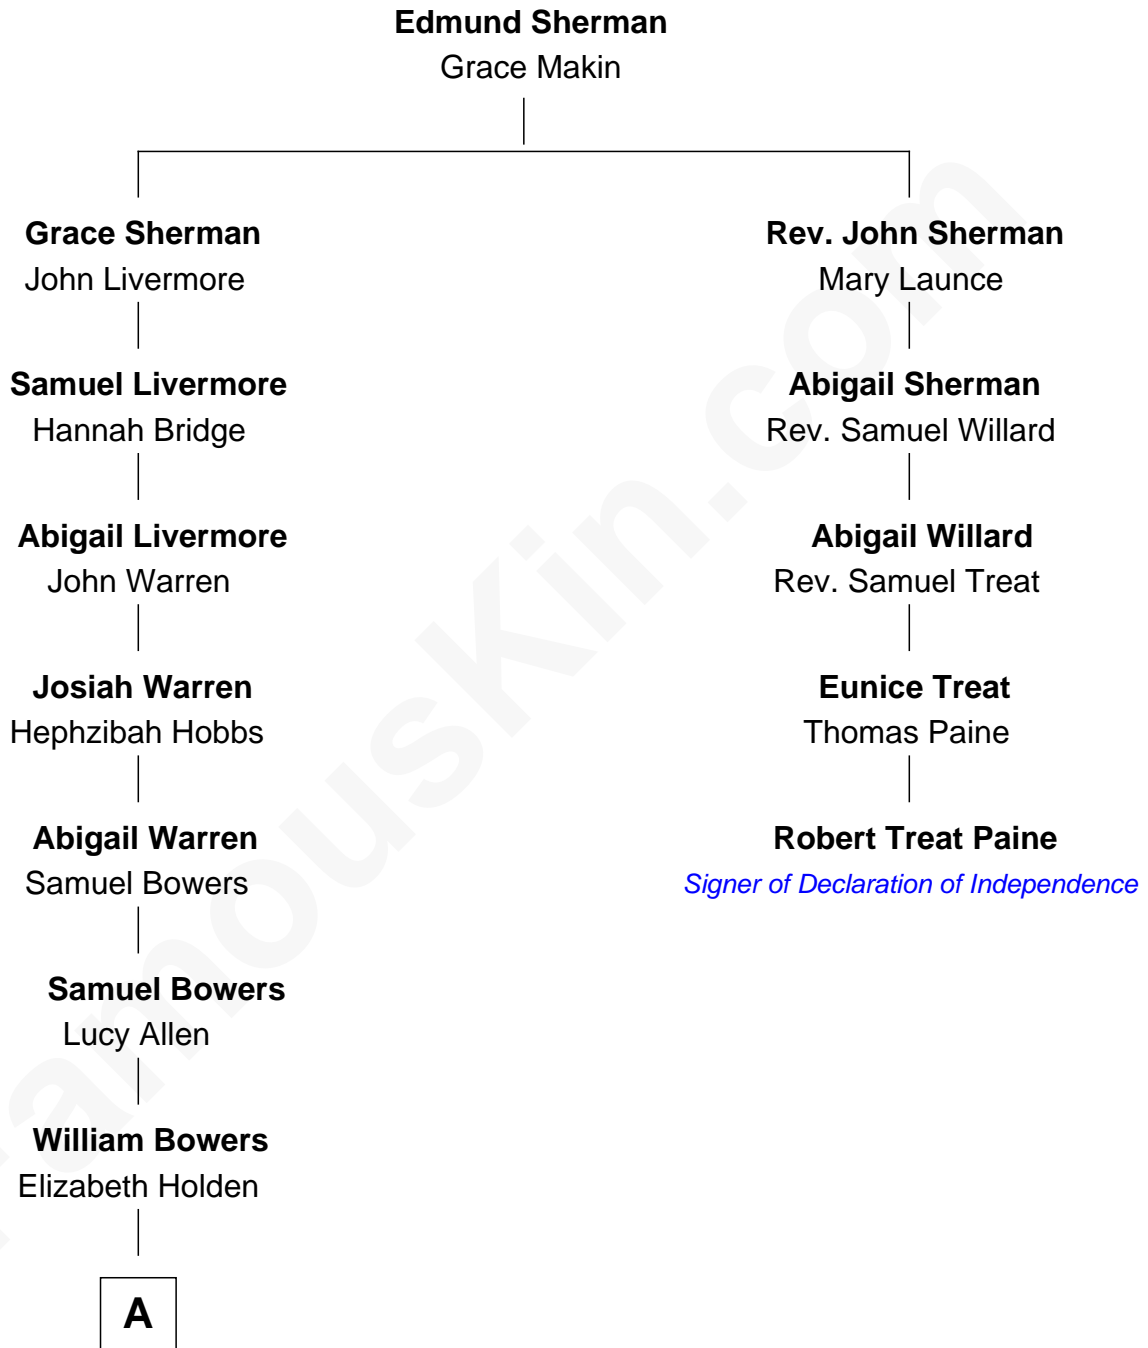 Edmund Sherman
Grace Makin
Grace Sherman
John Livermore
Samuel Livermore
Hannah Bridge
Abigail Livermore
John Warren
Josiah Warren
Hephzibah Hobbs
Abigail Warren
Samuel Bowers
Samuel Bowers
Lucy Allen
William Bowers
Elizabeth Holden
A
Rev. John Sherman
Mary Launce
Abigail Sherman
Rev. Samuel Willard
Abigail Willard
Rev. Samuel Treat
Eunice Treat
Thomas Paine
Robert Treat Paine
Signer of Declaration of Independence
FamousKin.com